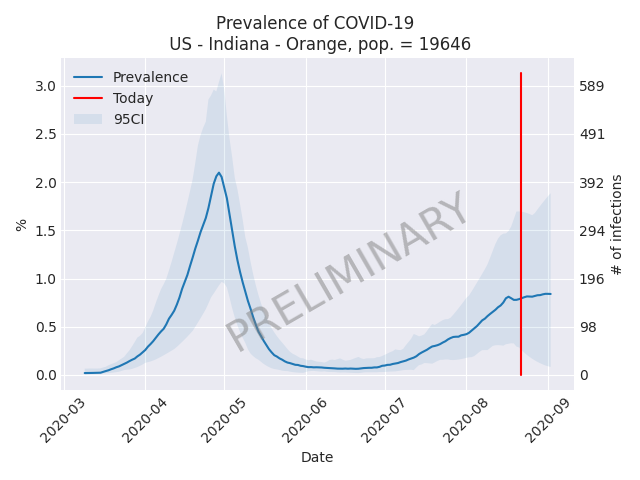 Prevalence of COVID-19
US - Indiana - Orange, pop. = 19646
Prevalence
Today
95CI
3.0
2.5
2.0
1.5
1.0
0.5
0.0
%
589
491
392
294
196
98
0
# of infections
PRELIMINARY
2020-03
2020-04
2020-05
2020-06
2020-07
2020-08
2020-09
Date